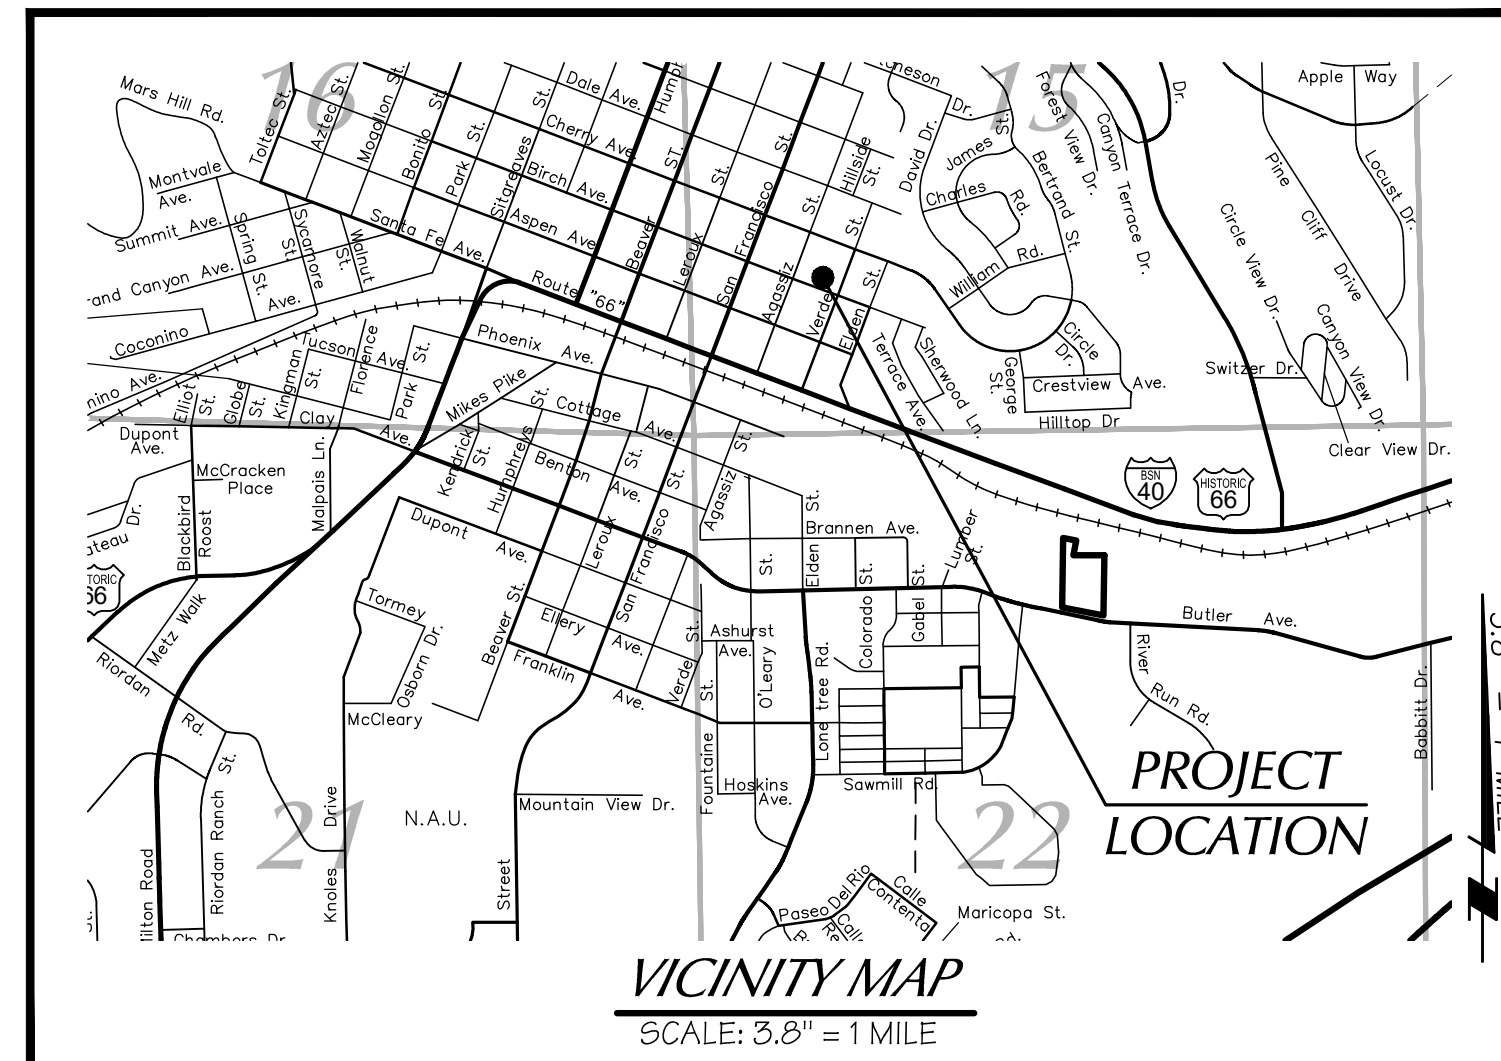 16
15
Mars Hill Rd.
Toltec St.
Aztec St.
Mogollon St.
Bonito St.
Park St.
Sitgreaves St.
Dale Ave.
Cherry Ave.
Birch Ave.
Aspen Ave.
Santa Fe Ave.
Route "66"
Beaver ST.
Leroux St.
San Francisco St.
Agassiz St.
Verde St.
Elden St.
Hillside St.
David Dr.
Dr.
James St.
Charles Rd.
William Rd.
Bertrand St.
Forest View Dr.
Canyon Terrace Dr.
Dr.
Apple Way
Pine Cliff Drive
Locust Dr.
Circle View Dr.
Canyon View Dr.
Switzer Dr.
Clear View Dr.
Circle Dr.
George St.
Crestview Ave.
Hilltop Dr
Terrace Ave.
Sherwood Ln.
Elden St.
Montvale Ave.
Summit Ave.
Spring St.
Sycamore St.
Walnut St.
Canyon Ave.
Ave.
Coconino
Tucson Ave.
Florence
Park St.
Kingman St.
Globe St.
Elliot St.
Clay Ave.
Phoenix Ave.
Mikes Pike
Cottage Ave.
Benton Ave.
Kendrick St.
Humphreys St.
Leroux St.
San Francisco St.
Agassiz St.
Dupont Ave.
McCracken Place
Blackbird Roost
Malpais Ln.
Dr.
66
BSN 40
HISTORIC 66
Dupont Ave.
Brannen Ave.
St.
Elden St.
Colorado St.
Gabel St.
Lumber St.
Butler Ave.
River Run Rd.
Babbitt Dr.
Tormey
Osborn Dr.
McCleary
Beaver St.
Ellery Ave.
Franklin Ave.
San Francisco
Verde St.
Ashurst Ave.
O'Leary
Fountaine St.
Hoskins Ave.
Lone tree Rd.
Sawmill Rd.
Metz Walk
Riordan Rd.
Riordan Ranch St.
Knoles Drive
N.A.U.
Mountain View Dr.
Street
21
22
Paseo Del Rio
Calle Contenta
Maricopa St.
PROJECT
LOCATION
VICINITY MAP
SCALE: 3.8" = 1 MILE